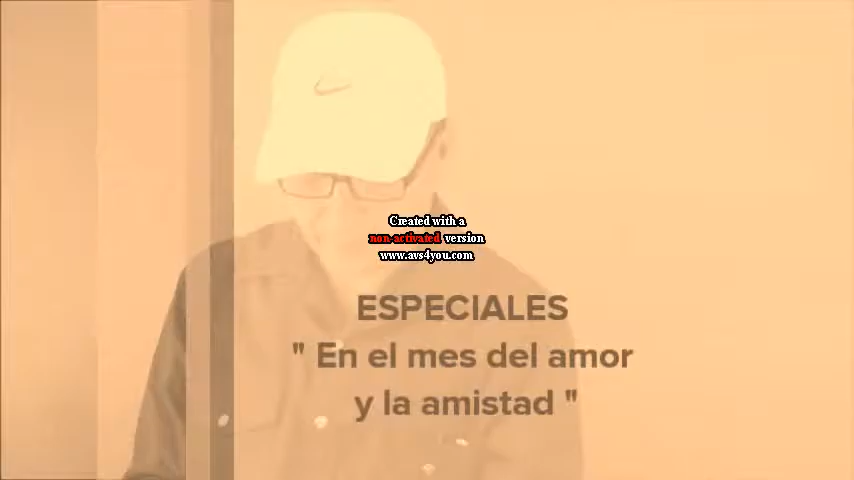 Created with a
non-activated version
www.avs4you.com
ESPECIALES
" En el mes del amor
y la amistad "